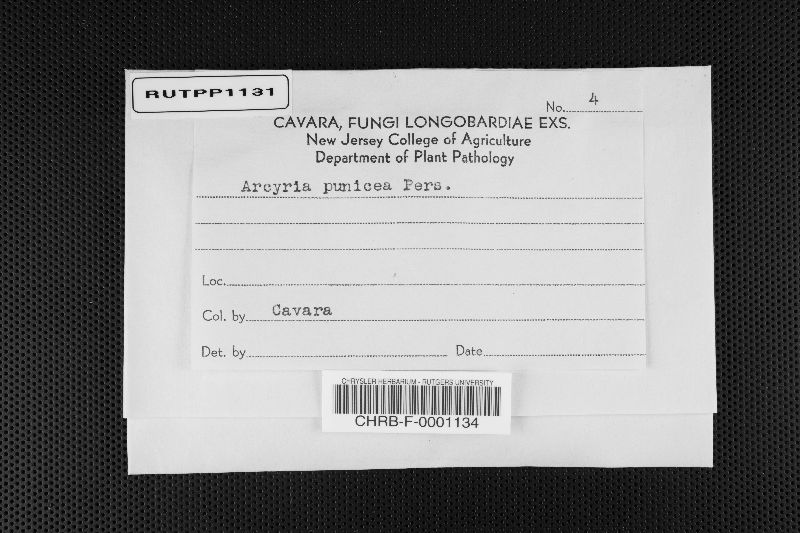 RUTPP1131
No. 4
CAVARA, FUNGI LONGOBARDIAE EXS.
New Jersey College of Agriculture
Department of Plant Pathology
Arcyria punicea Pers.
Loc.
Col. by Cavara
Det. by Date
CHRYSLER HERBARIUM - RUTGERS UNIVERSITY
CHRB-F-0001134